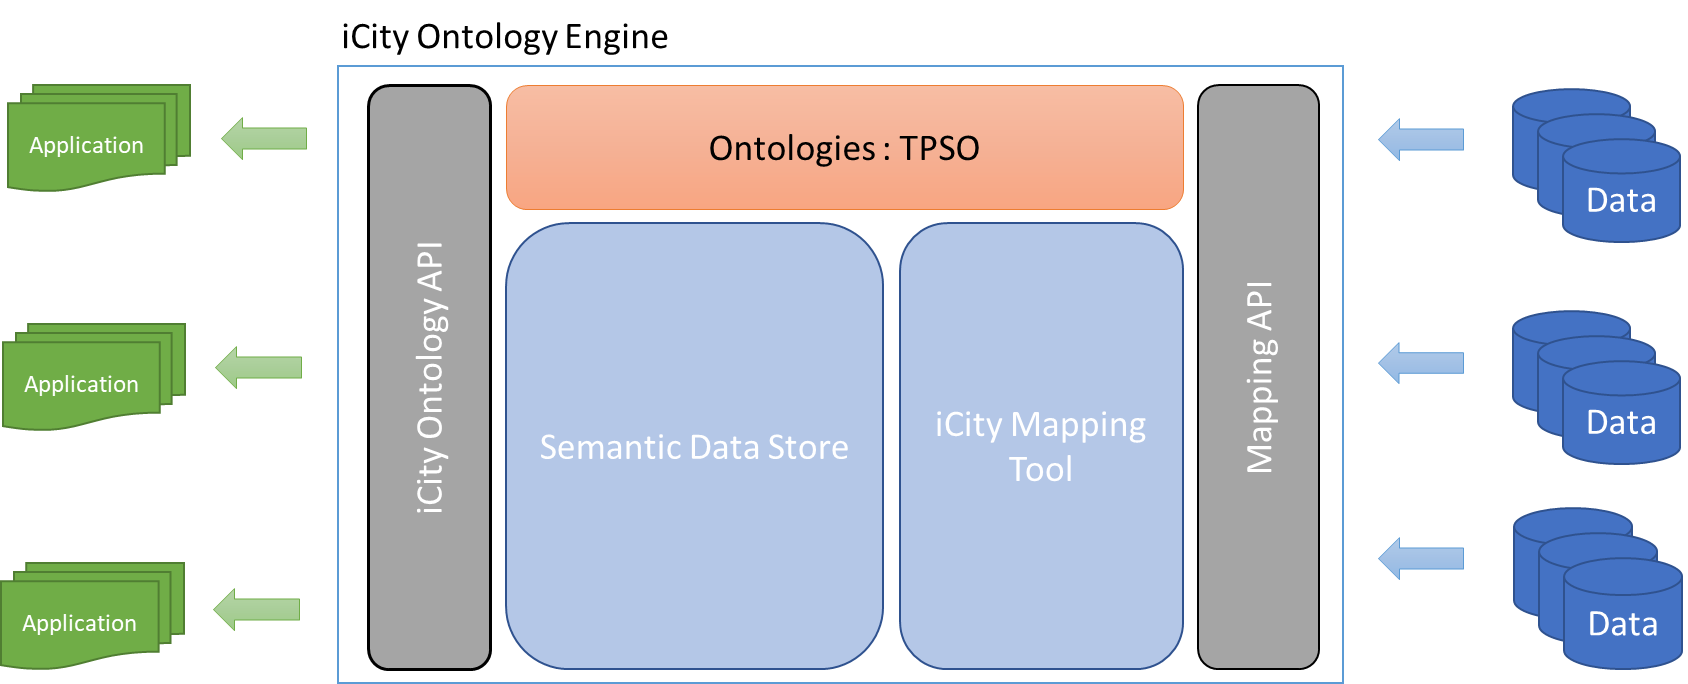 iCity Ontology Engine
Application
Application
Application
iCity Ontology API
Ontologies : TPSO
Semantic Data Store
iCity Mapping
Tool
Mapping API
Data
Data
Data